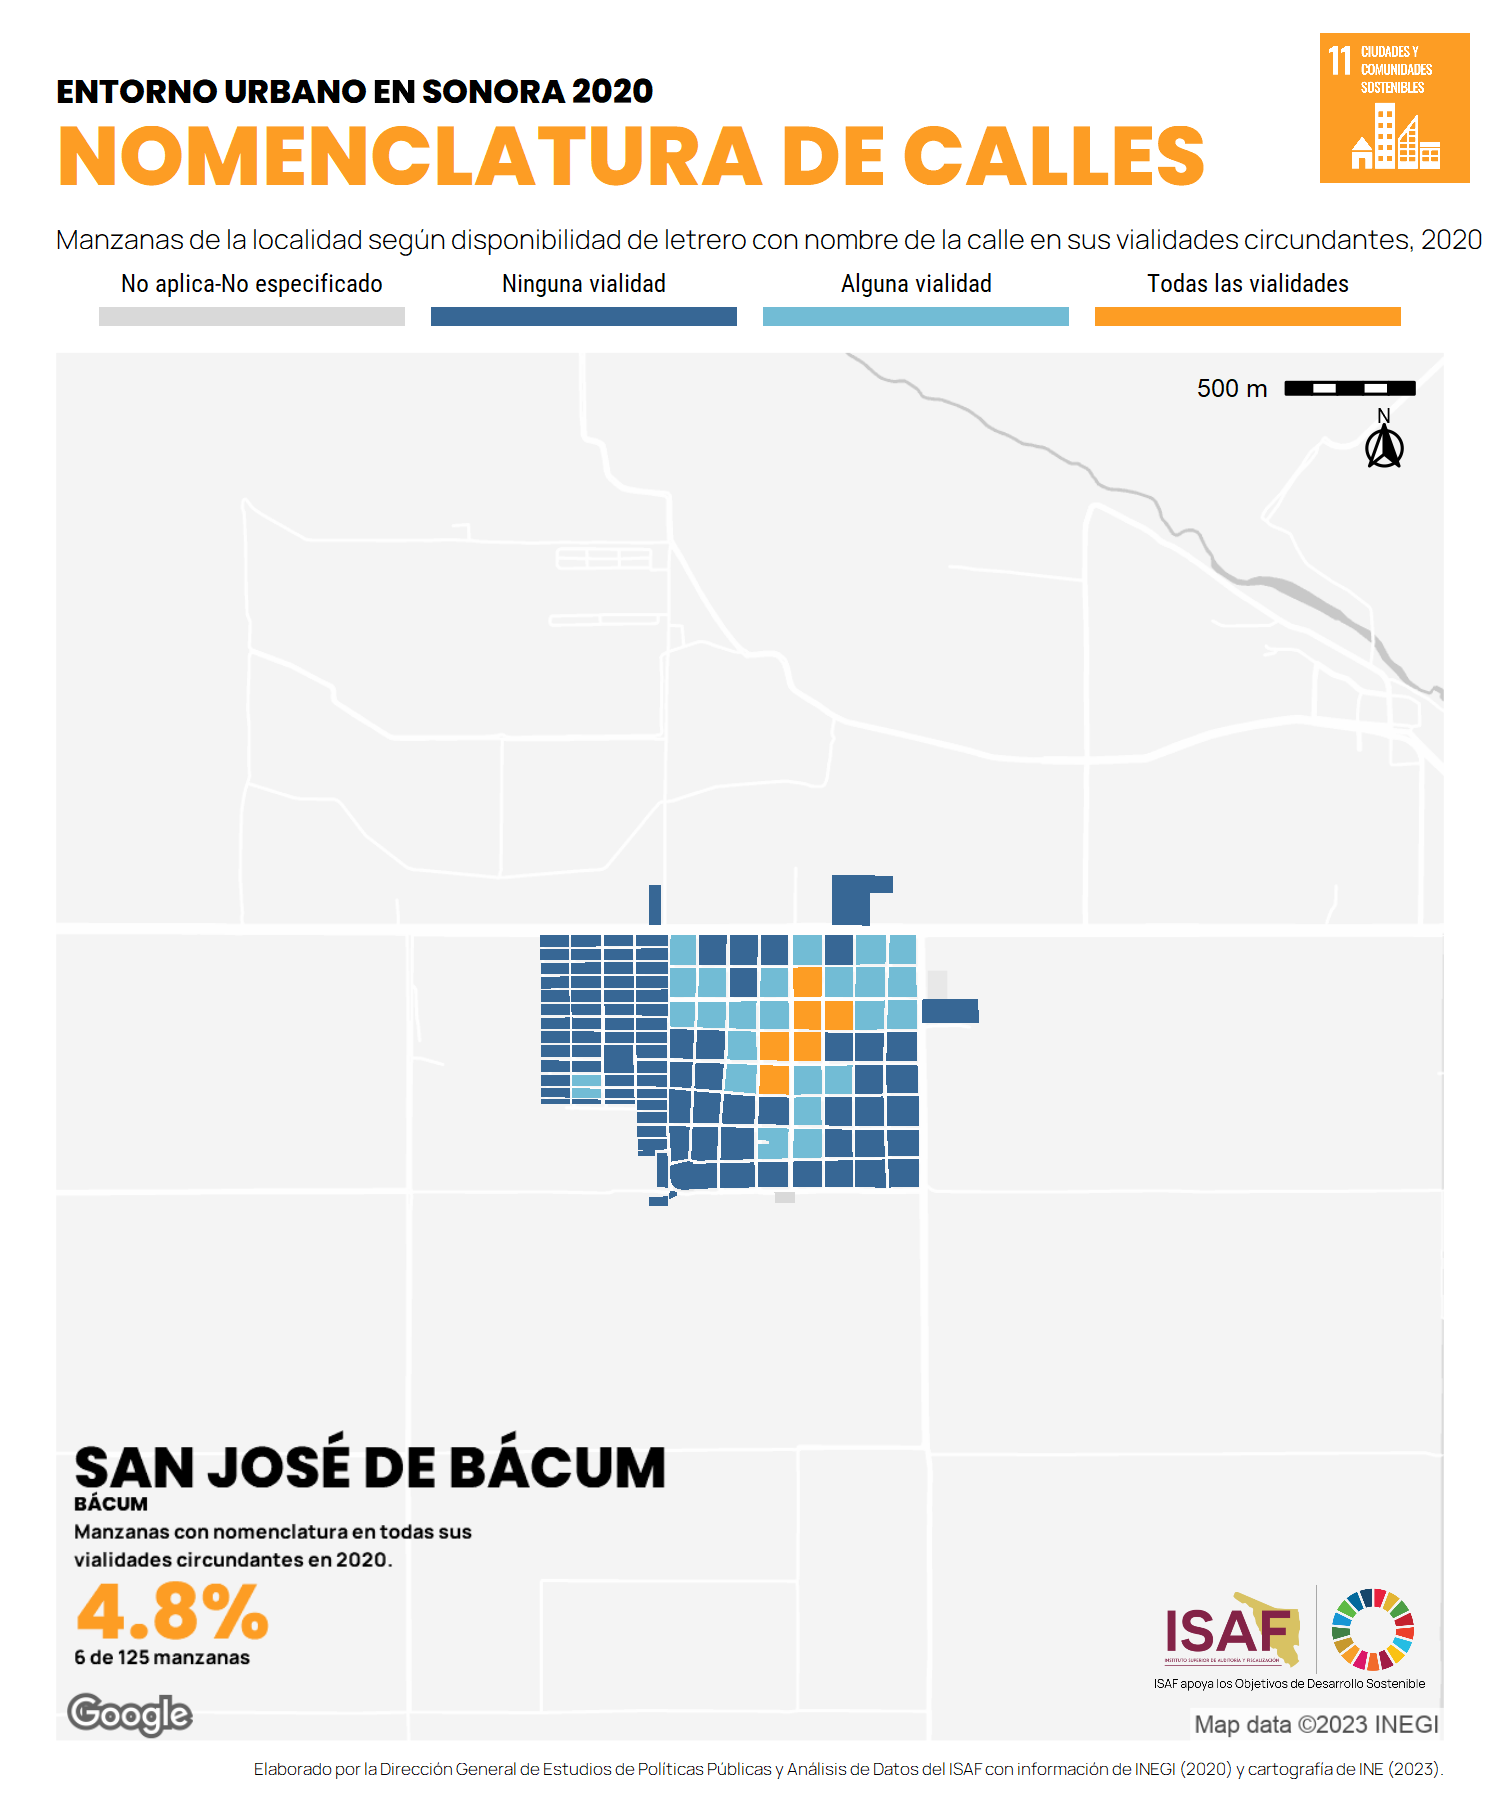 11 CIUDADES Y
COMUNIDADES
SOSTENIBLES
ENTORNO URBANO EN SONORA 2020
NOMENCLATURA DE CALLES
Manzanas de la localidad según disponibilidad de letrero con nombre de la calle en sus vialidades circundantes, 2020
No aplica-No especificado
Ninguna vialidad
Alguna vialidad
Todas las vialidades
500 m
N
SAN JOSÉ DE BÁCUM
BÁCUM
Manzanas con nomenclatura en todas sus
vialidades circundantes en 2020.
4.8%
6 de 125 manzanas
Google
ISAF
INSTITUTO SUPERIOR DE AUDITORÍA Y FISCALIZACIÓN
ISAF apoya los Objetivos de Desarrollo Sostenible
Map data ©2023 INEGI
Elaborado por la Dirección General de Estudios de Políticas Públicas y Análisis de Datos del ISAF con información de INEGI (2020) y cartografía de INE (2023).